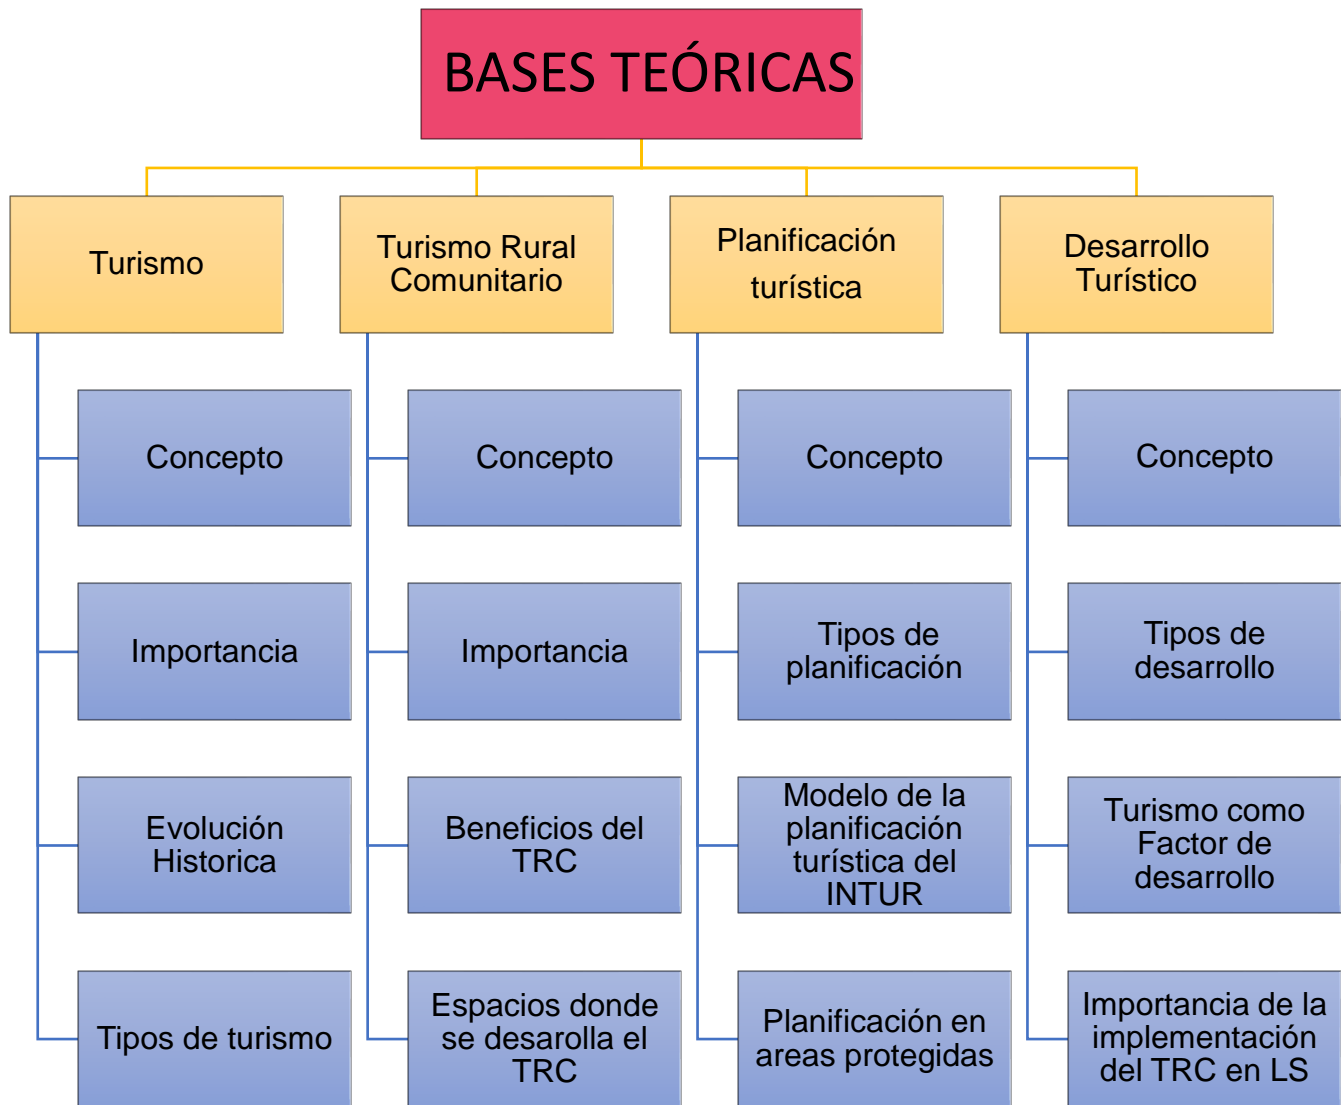 BASES TEÓRICAS
Turismo
Turismo Rural
Comunitario
Planificación
turística
Desarrollo
Turístico
Concepto
Concepto
Concepto
Concepto
Importancia
Importancia
Tipos de
planificación
Tipos de
desarrollo
Evolución
Historica
Beneficios del
TRC
Modelo de la
planificación
turística del
INTUR
Turismo como
Factor de
desarrollo
Tipos de turismo
Espacios donde
se desarolla el
TRC
Planificación en
areas protegidas
Importancia de la
implementación
del TRC en LS